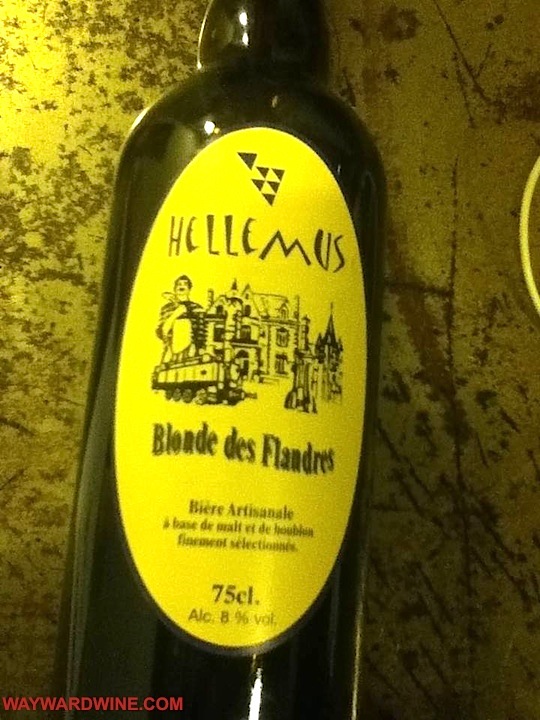 HELLEMUS
Blonde des Flandres
Bière Artisanale
à base de malt et de houblon
finement sélectionnés.
75cl.
Alc. 8 % vol.
WAYWARDWINE.COM